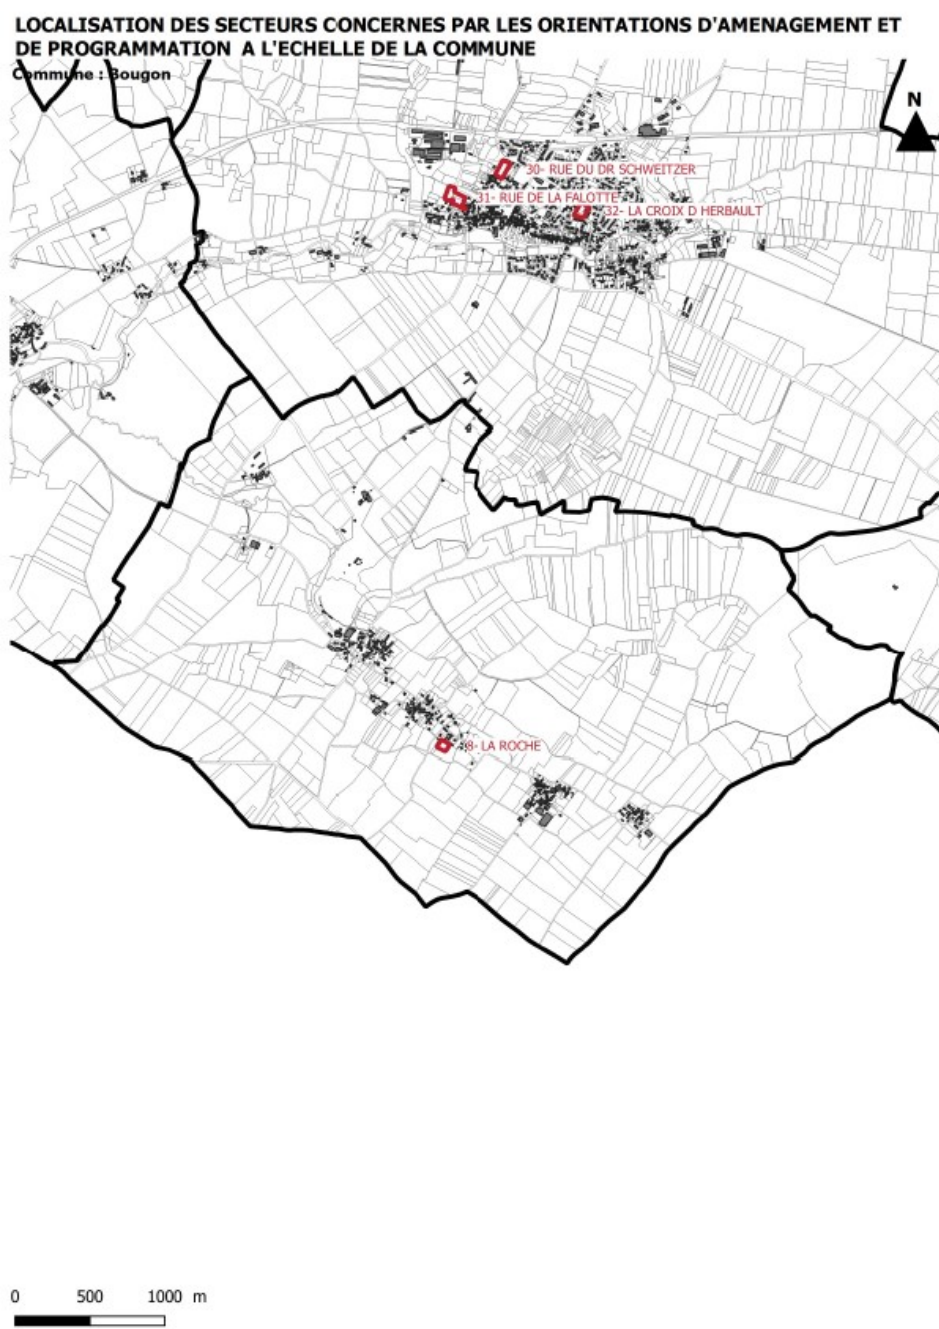 LOCALISATION DES SECTEURS CONCERNES PAR LES ORIENTATIONS D'AMENAGEMENT ET
DE PROGRAMMATION A L'ECHELLE DE LA COMMUNE
Commune : Bougon
N
30- RUE DU DR SCHWEITZER
31- RUE DE LA FALOTTE
32- LA CROIX D HERBAULT
8- LA ROCHE
0 500 1000 m